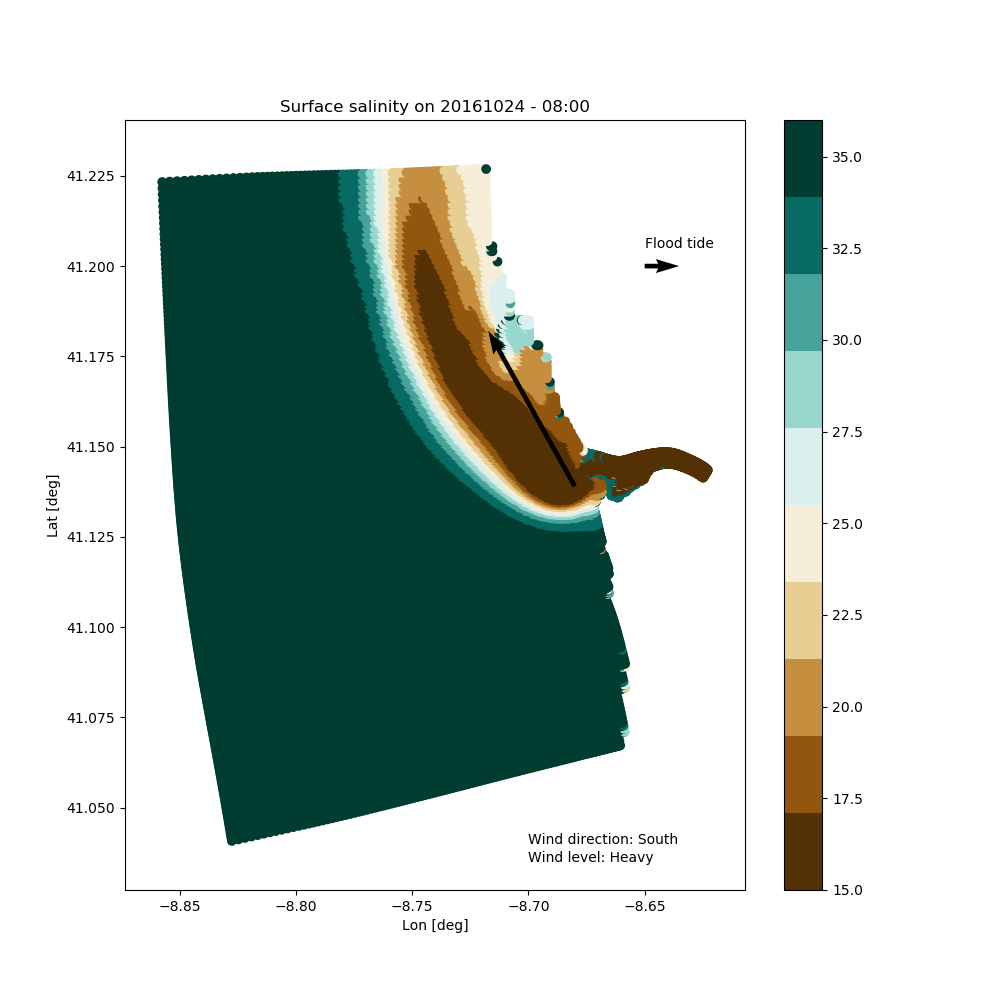 Surface salinity on 20161024 - 08:00
41.225
41.200
41.175
41.150
41.125
41.100
41.075
41.050
Lat [deg]
Flood tide
Wind direction: South
Wind level: Heavy
−8.85 −8.80 −8.75 −8.70 −8.65
Lon [deg]
35.0
32.5
30.0
27.5
25.0
22.5
20.0
17.5
15.0